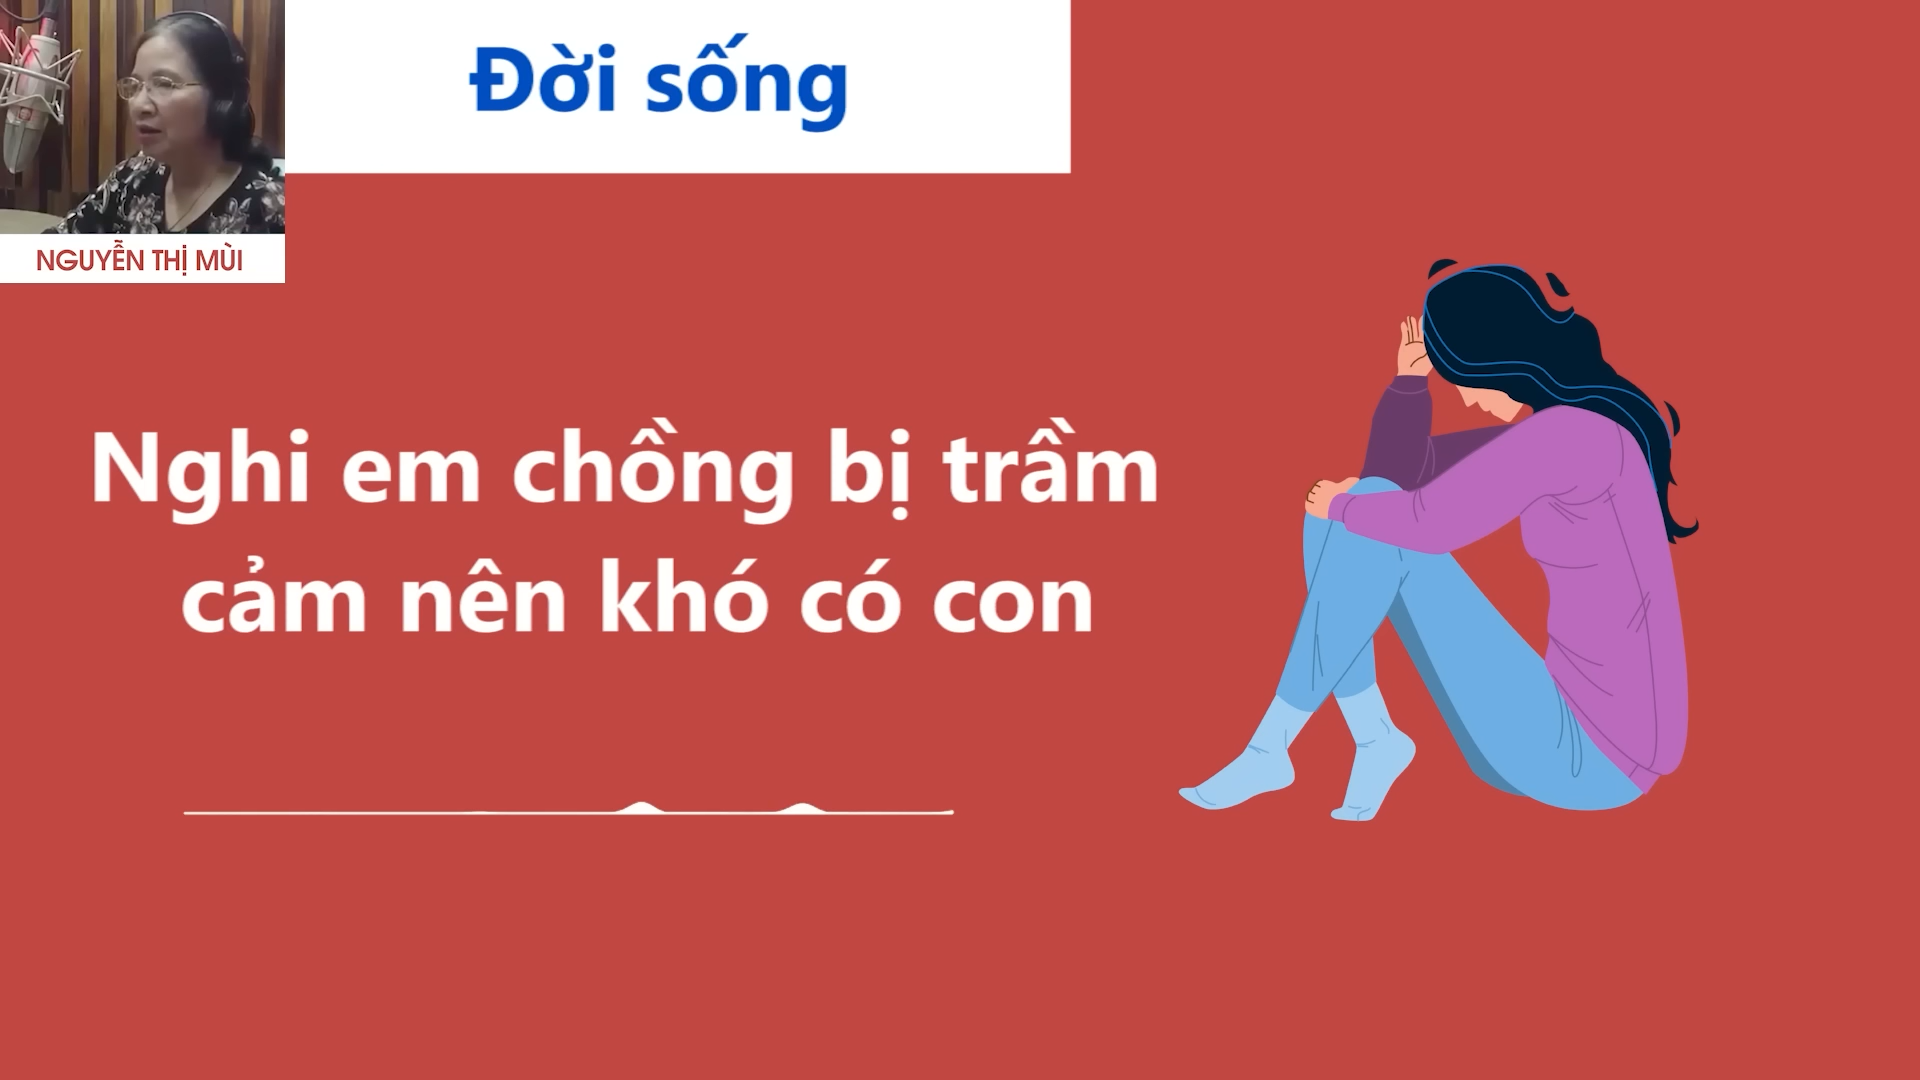 Đời sống
NGUYỄN THỊ MÙI
Nghi em chồng bị trầm
cảm nên khó có con